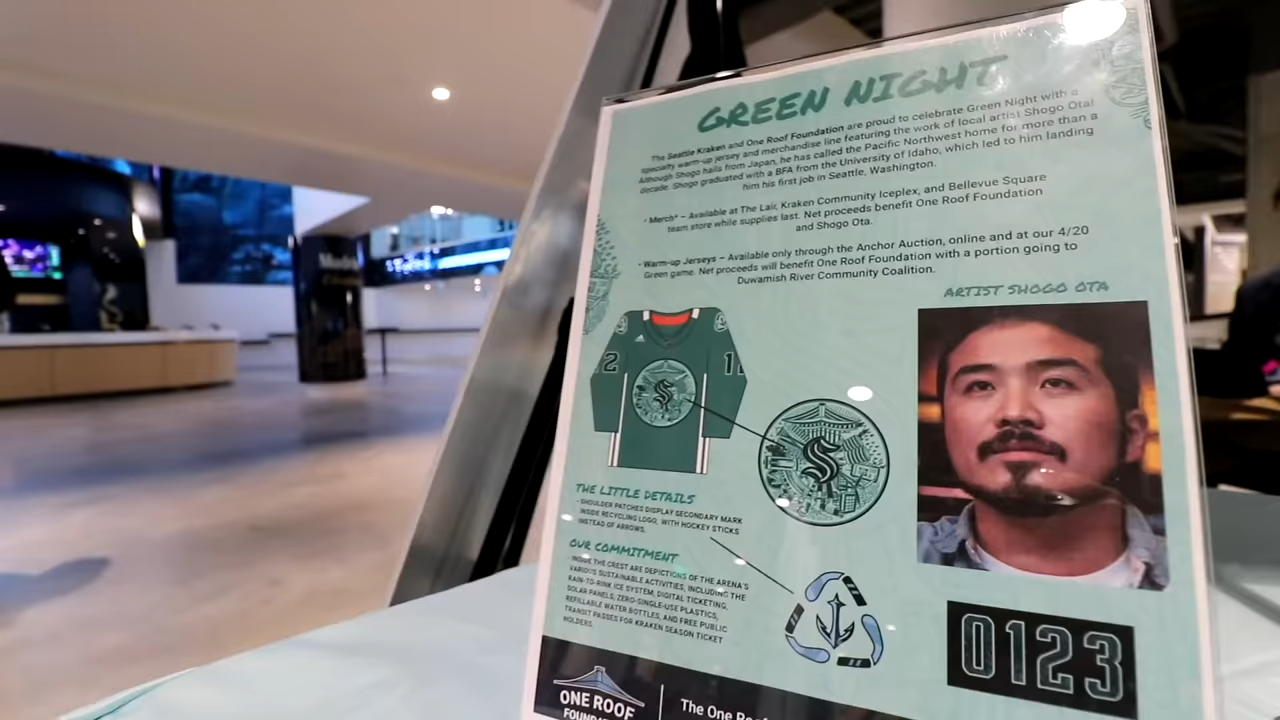 GREEN NIGHT
The Seattle Kraken and One Roof Foundation are proud to celebrate Green Night with a
specialty warm-up jersey and merchandise line featuring the work of local artist Shogo Ota!
Although Shogo hails from Japan, he has called the Pacific Northwest home for more than a
decade. Shogo graduated with a BFA from the University of Idaho, which led to him landing
him his first job in Seattle, Washington.
- Merch* – Available at The Lair, Kraken Community Iceplex, and Bellevue Square
team store while supplies last. Net proceeds benefit One Roof Foundation
and Shogo Ota.
- Warm-up Jerseys – Available only through the Anchor Auction, online and at our 4/20
Green game. Net proceeds will benefit One Roof Foundation with a portion going to
Duwamish River Community Coalition.
ARTIST SHOGO OTA
THE LITTLE DETAILS
- SHOULDER PATCHES DISPLAY SECONDARY MARK
INSIDE RECYCLING LOGO, WITH HOCKEY STICKS
INSTEAD OF ARROWS.
OUR COMMITMENT
- INSIDE THE CREST ARE DEPICTIONS OF THE ARENA'S
VARIOUS SUSTAINABLE ACTIVITIES, INCLUDING THE
RAIN-TO-RINK ICE SYSTEM, DIGITAL TICKETING,
SOLAR PANELS, ZERO-SINGLE-USE PLASTICS,
REFILLABLE WATER BOTTLES, AND FREE PUBLIC
TRANSIT PASSES FOR KRAKEN SEASON TICKET
HOLDERS.
0123
ONE ROOF
FOUNDATION
The One Roof